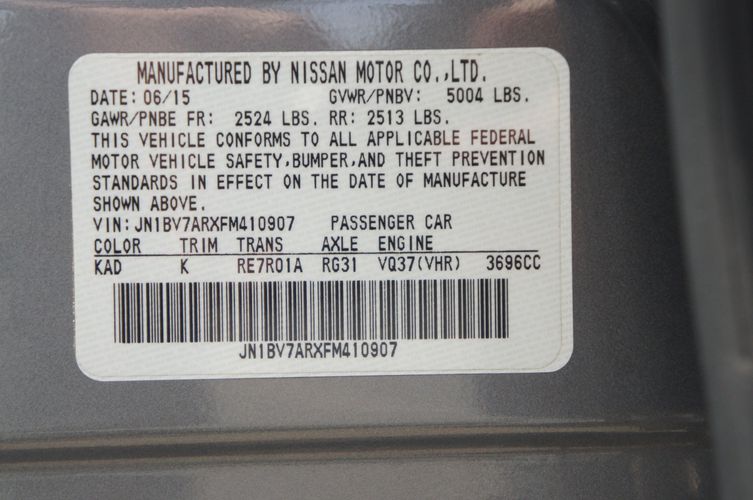 MANUFACTURED BY NISSAN MOTOR CO.,LTD.
DATE: 06/15 GVWR/PNBV: 5004 LBS.
GAWR/PNBE FR: 2524 LBS. RR: 2513 LBS.
THIS VEHICLE CONFORMS TO ALL APPLICABLE FEDERAL
MOTOR VEHICLE SAFETY,BUMPER,AND THEFT PREVENTION
STANDARDS IN EFFECT ON THE DATE OF MANUFACTURE
SHOWN ABOVE.
VIN: JN1BV7ARXFM410907 PASSENGER CAR
COLOR TRIM TRANS AXLE ENGINE
KAD K RE7R01A RG31 VQ37(VHR) 3696CC
JN1BV7ARXFM410907